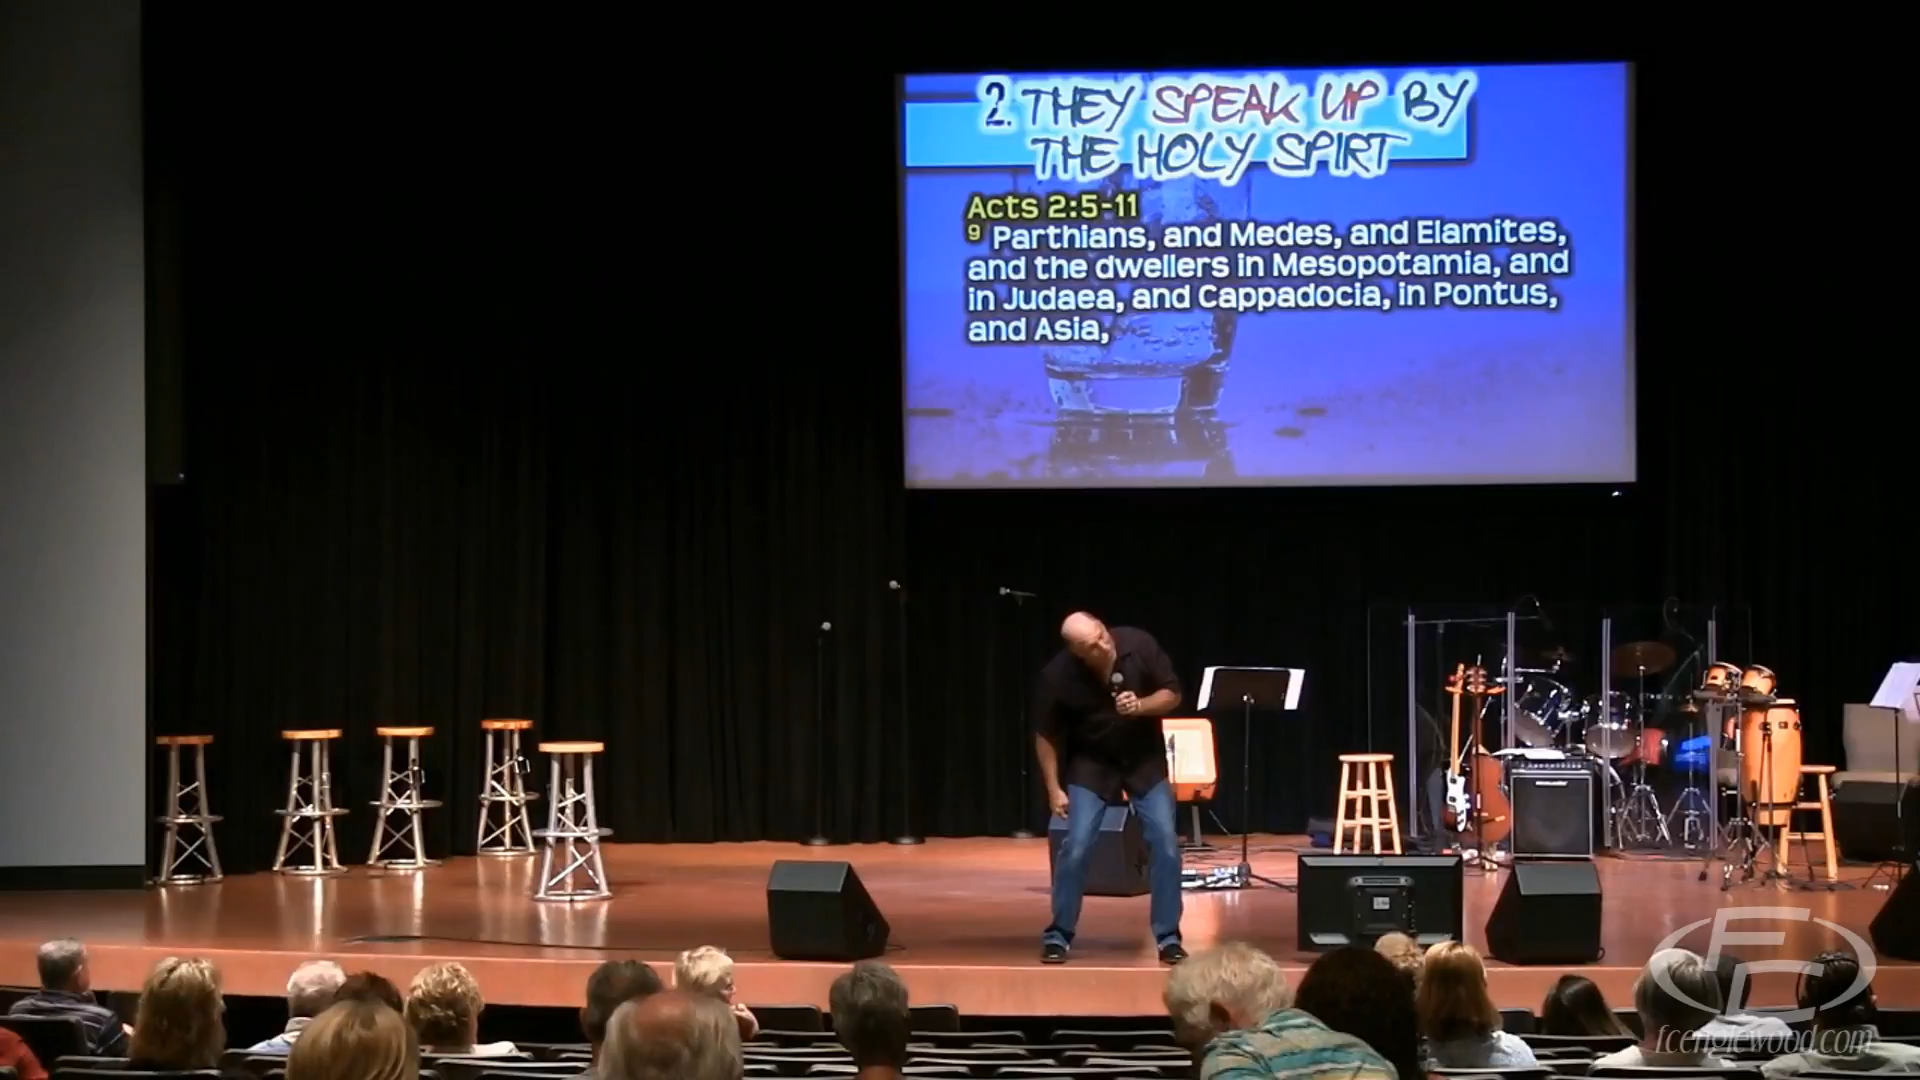 2. THEY SPEAK UP BY
THE HOLY SPIRT
Acts 2:5-11
9 Parthians, and Medes, and Elamites,
and the dwellers in Mesopotamia, and
in Judaea, and Cappadocia, in Pontus,
and Asia,
FC
fcenglewood.com